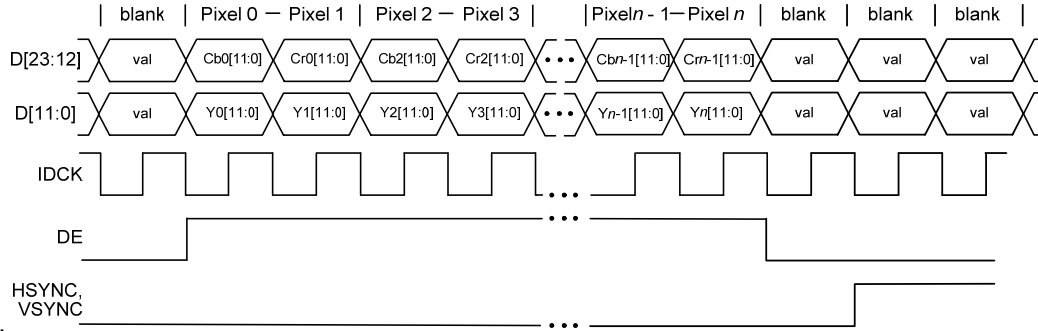 blank Pixel 0 — Pixel 1 Pixel 2 — Pixel 3 Pixeln - 1—Pixel n blank blank blank
D[23:12] val Cb0[11:0] Cr0[11:0] Cb2[11:0] Cr2[11:0] ••• Cbn-1[11:0] Crn-1[11:0] val val val
D[11:0] val Y0[11:0] Y1[11:0] Y2[11:0] Y3[11:0] ••• Yn-1[11:0] Yn[11:0] val val val
IDCK •••
DE •••
HSYNC,
VSYNC •••